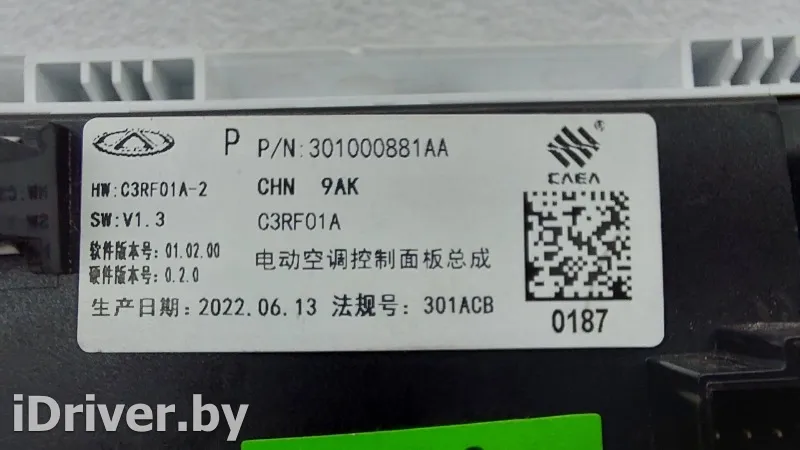 P P/N:301000881AA
HW:C3RF01A-2 CHN 9AK
CAEA
SW:V1.3 C3RF01A
软件版本号: 01.02.00
硬件版本号: 0.2.0
电动空调控制面板总成
生产日期: 2022.06.13 法规号: 301ACB
0187
iDriver.by
Авторазборки Беларуси